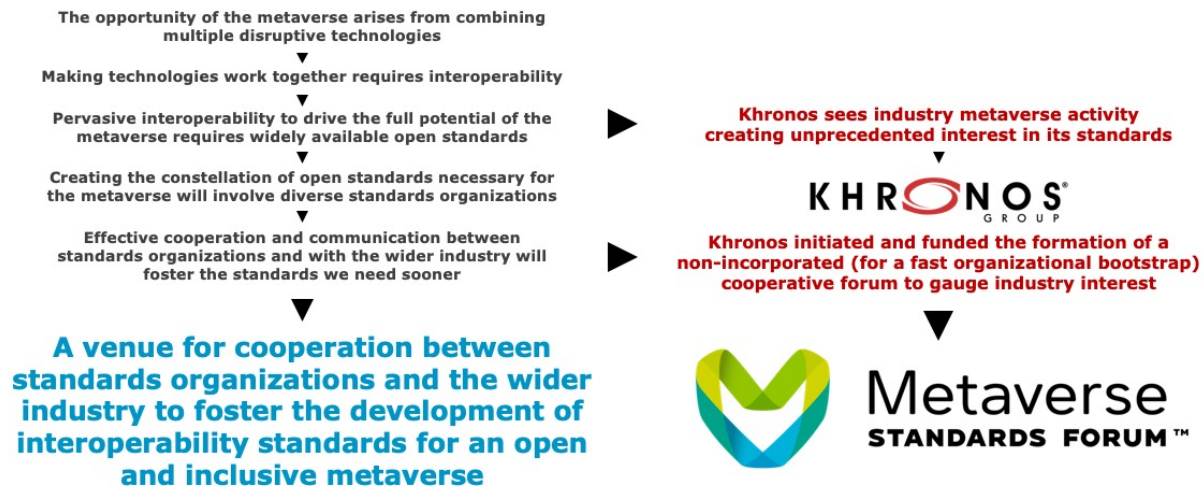 The opportunity of the metaverse arises from combining
multiple disruptive technologies
Making technologies work together requires interoperability
Pervasive interoperability to drive the full potential of the
metaverse requires widely available open standards
Creating the constellation of open standards necessary for
the metaverse will involve diverse standards organizations
Effective cooperation and communication between
standards organizations and with the wider industry will
foster the standards we need sooner
A venue for cooperation between
standards organizations and the wider
industry to foster the development of
interoperability standards for an open
and inclusive metaverse
Khronos sees industry metaverse activity
creating unprecedented interest in its standards
KHRONOS®
GROUP
Khronos initiated and funded the formation of a
non-incorporated (for a fast organizational bootstrap)
cooperative forum to gauge industry interest
Metaverse
STANDARDS FORUM™